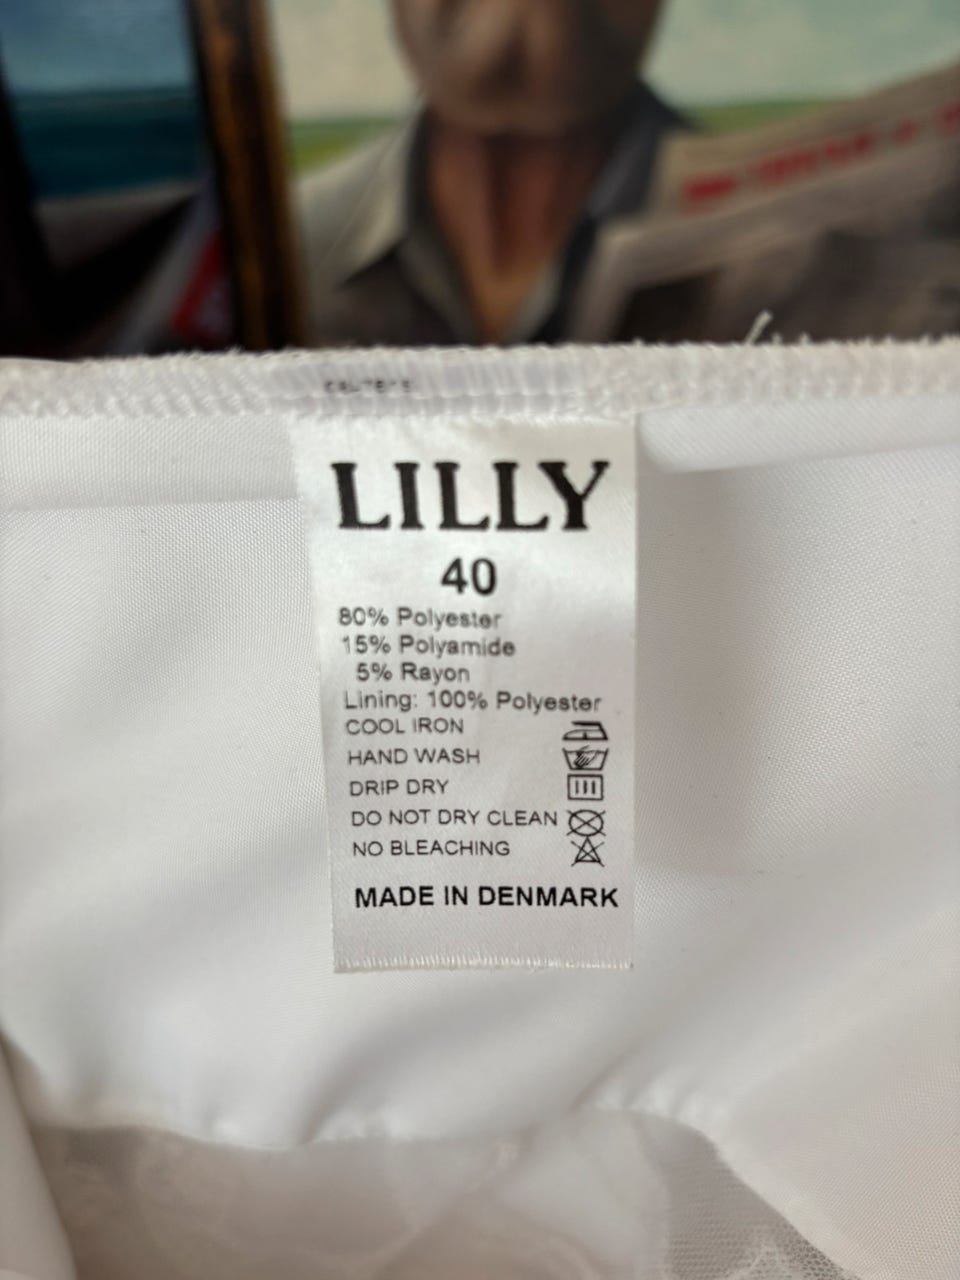 LILLY
40
80% Polyester
15% Polyamide
5% Rayon
Lining: 100% Polyester
COOL IRON
HAND WASH
DRIP DRY
DO NOT DRY CLEAN
NO BLEACHING
MADE IN DENMARK